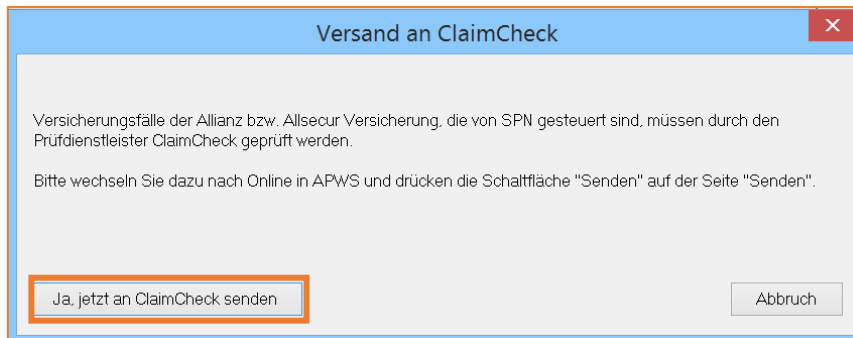 Versand an ClaimCheck
Versicherungsfälle der Allianz bzw. Allsecur Versicherung, die von SPN gesteuert sind, müssen durch den
Prüfdienstleister ClaimCheck geprüft werden.
Bitte wechseln Sie dazu nach Online in APWS und drücken die Schaltfläche "Senden" auf der Seite "Senden".
Ja, jetzt an ClaimCheck senden
Abbruch